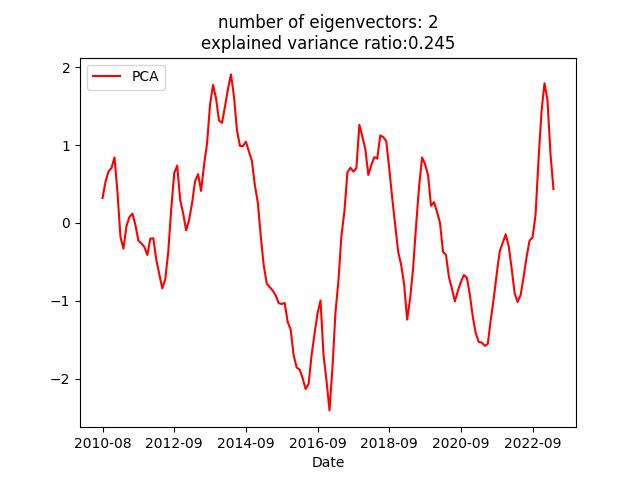 number of eigenvectors: 2
explained variance ratio:0.245
PCA
2
1
0
−1
−2
2010-08 2012-09 2014-09 2016-09 2018-09 2020-09 2022-09
Date